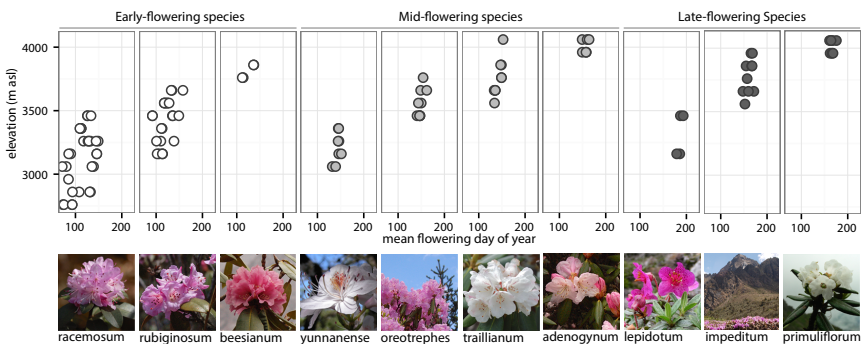 Early-flowering species Mid-flowering species Late-flowering Species
4000
3500
3000
elevation (m asl)
100 200 100 200 100 200 100 200 100 200 100 200 100 200 100 200 100 200 100 200
mean flowering day of year
racemosum rubiginosum beesianum yunnanense oreotrephes traillianum adenogynum lepidotum impeditum primuliflorum